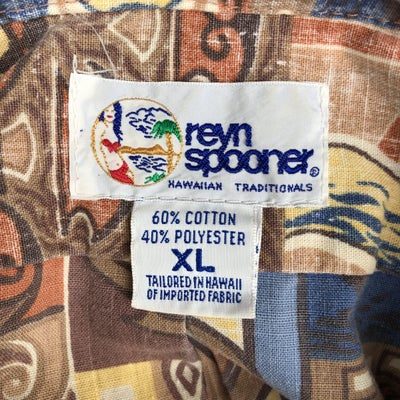 reyn
spooner®
HAWAIIAN TRADITIONALS
60% COTTON
40% POLYESTER
XL
TAILORED IN HAWAII
OF IMPORTED FABRIC